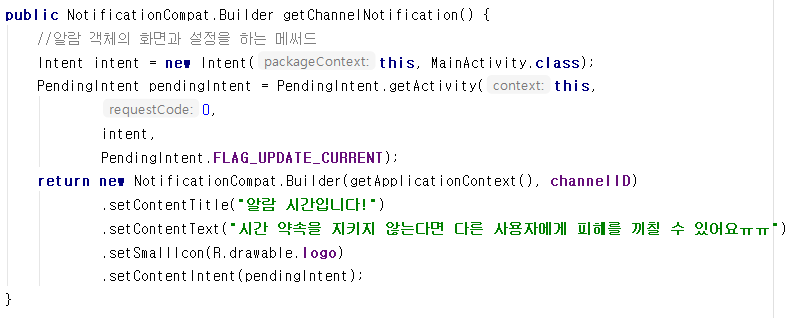 public NotificationCompat.Builder getChannelNotification() {
//알람 객체의 화면과 설정을 하는 메써드
Intent intent = new Intent( packageContext: this, MainActivity.class);
PendingIntent pendingIntent = PendingIntent.getActivity( context: this,
requestCode: 0,
intent,
PendingIntent.FLAG_UPDATE_CURRENT);
return new NotificationCompat.Builder(getApplicationContext(), channelID)
.setContentTitle("알람 시간입니다!")
.setContentText("시간 약속을 지키지 않는다면 다른 사용자에게 피해를 끼칠 수 있어요ㅠㅠ")
.setSmallIcon(R.drawable.logo)
.setContentIntent(pendingIntent);
}